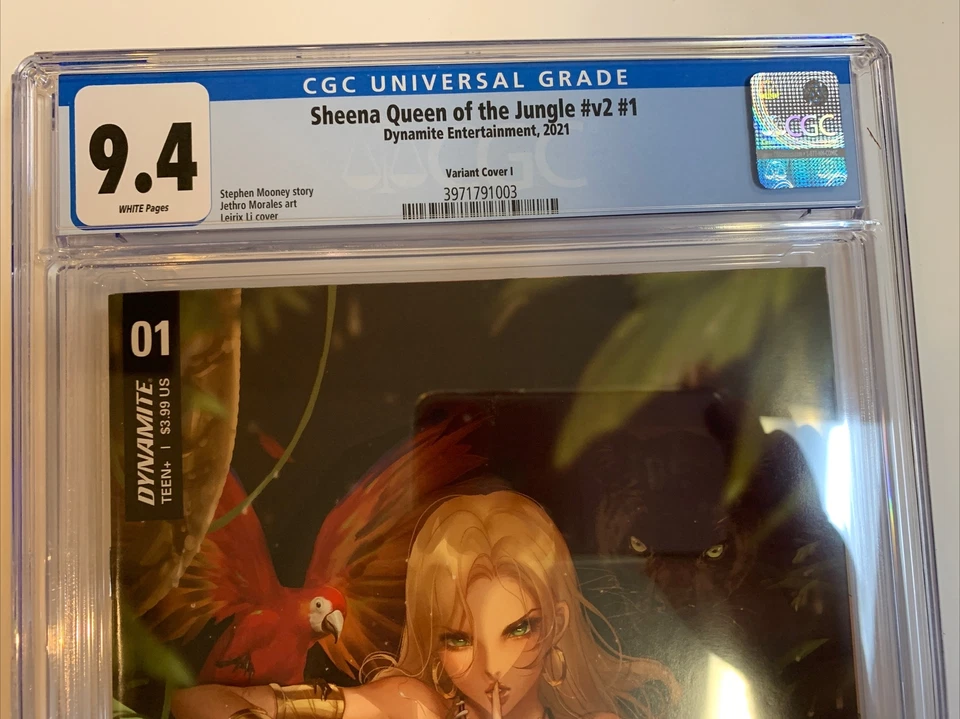 CGC UNIVERSAL GRADE
9.4
WHITE Pages
Sheena Queen of the Jungle #v2 #1
Dynamite Entertainment, 2021
Variant Cover I
3971791003
Stephen Mooney story
Jethro Morales art
Leirix Li cover
CGC
CGC
01
DYNAMITE
TEEN+ | $3.99 US